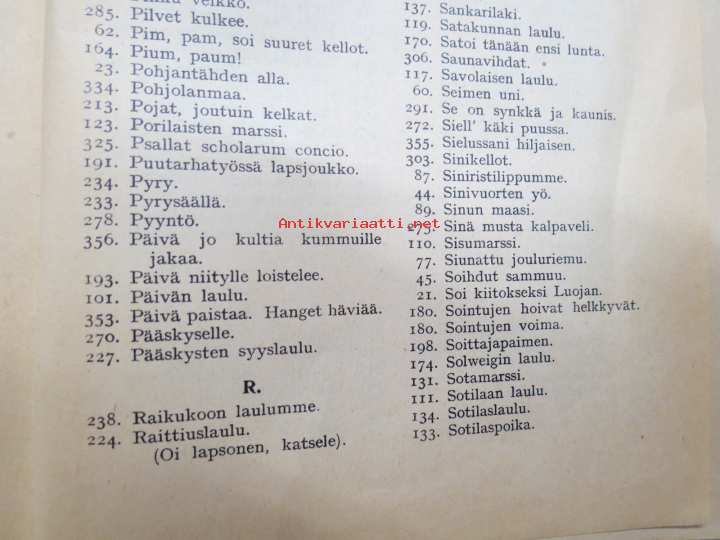 veikko.
285. Pilvet kulkee.
62. Pim, pam, soi suuret kellot.
164. Pium, paum!
23. Pohjantähden alla.
334. Pohjolanmaa.
213. Pojat, joutuin kelkat.
123. Porilaisten marssi.
325. Psallat scholarum concio.
191. Puutarhatyössä lapsjoukko.
234. Pyry.
233. Pyrysäällä.
278. Pyyntö.
356. Päivä jo kultia kummuille
jakaa.
193. Päivä niitylle loistelee.
101. Päivän laulu.
353. Päivä paistaa. Hanget häviää.
270. Pääskyselle.
227. Pääskysten syyslaulu.
R.
238. Raikukoon laulumme.
224. Raittiuslaulu.
(Oi lapsonen, katsele).
137. Sankarilaki.
119. Satakunnan laulu.
170. Satoi tänään ensi lunta.
306. Saunavihdat.
117. Savolaisen laulu.
60. Seimen uni.
291. Se on synkkä ja kaunis.
272. Siell' käki puussa.
355. Sielussani hiljaisen.
303. Sinikellot.
87. Siniristilippumme.
44. Sinivuorten yö.
89. Sinun maasi.
Antikvariaatti.net
275. Sinä musta kalpaveli.
110. Sisumarssi.
77. Siunattu jouluriemu.
45. Soihdut sammuu.
21. Soi kiitokseksi Luojan.
180. Sointujen hoivat helkkyvät.
180. Sointujen voima.
198. Soittajapaimen.
174. Solweigin laulu.
131. Sotamarssi.
111. Sotilaan laulu.
134. Sotilaslaulu.
133. Sotilaspoika.